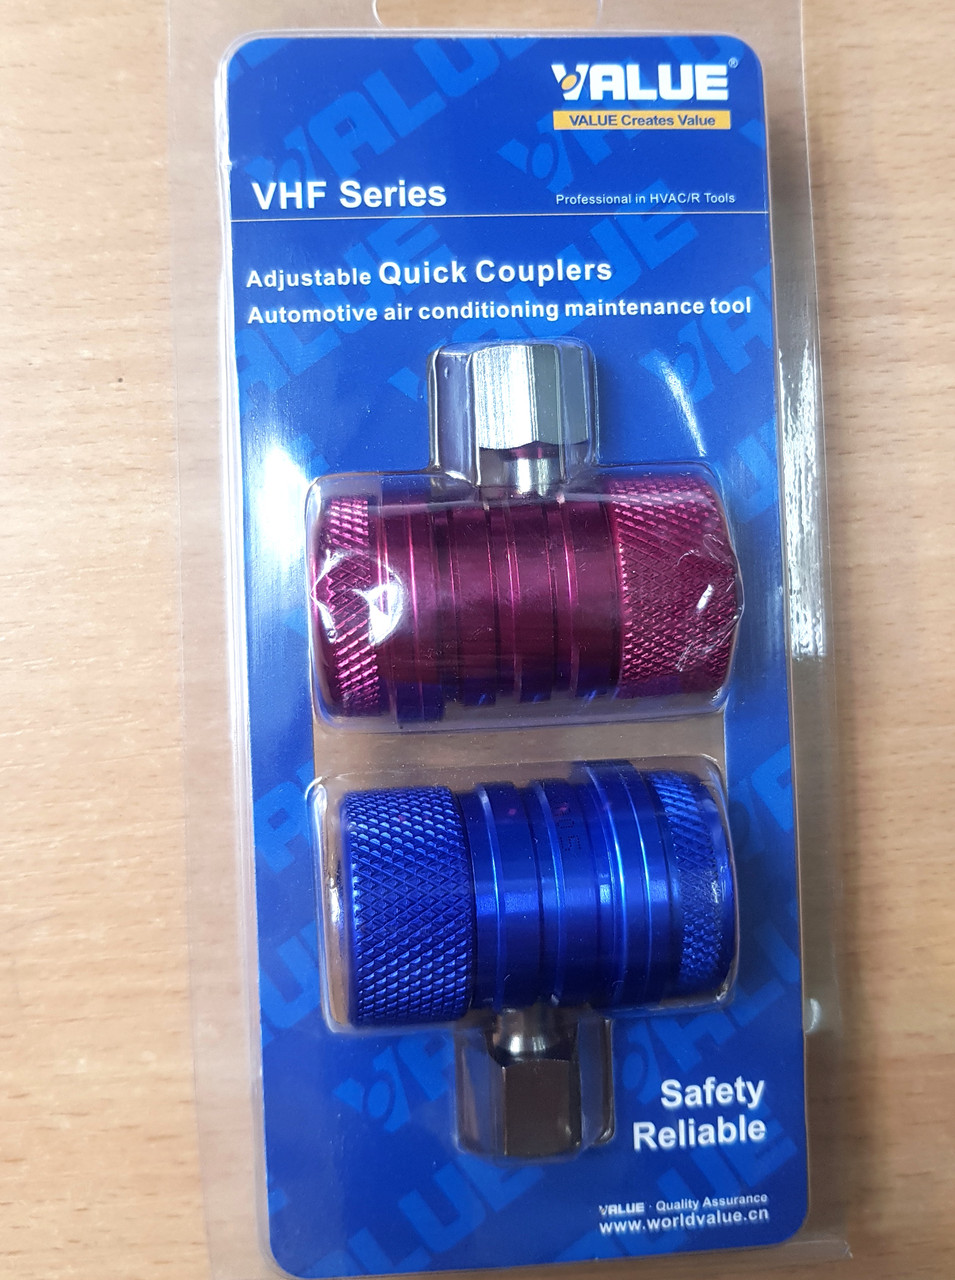 VALUE®
VALUE Creates Value
VHF Series
Professional in HVAC/R Tools
Adjustable Quick Couplers
Automotive air conditioning maintenance tool
Safety
Reliable
VALUE · Quality Assurance
www.worldvalue.cn